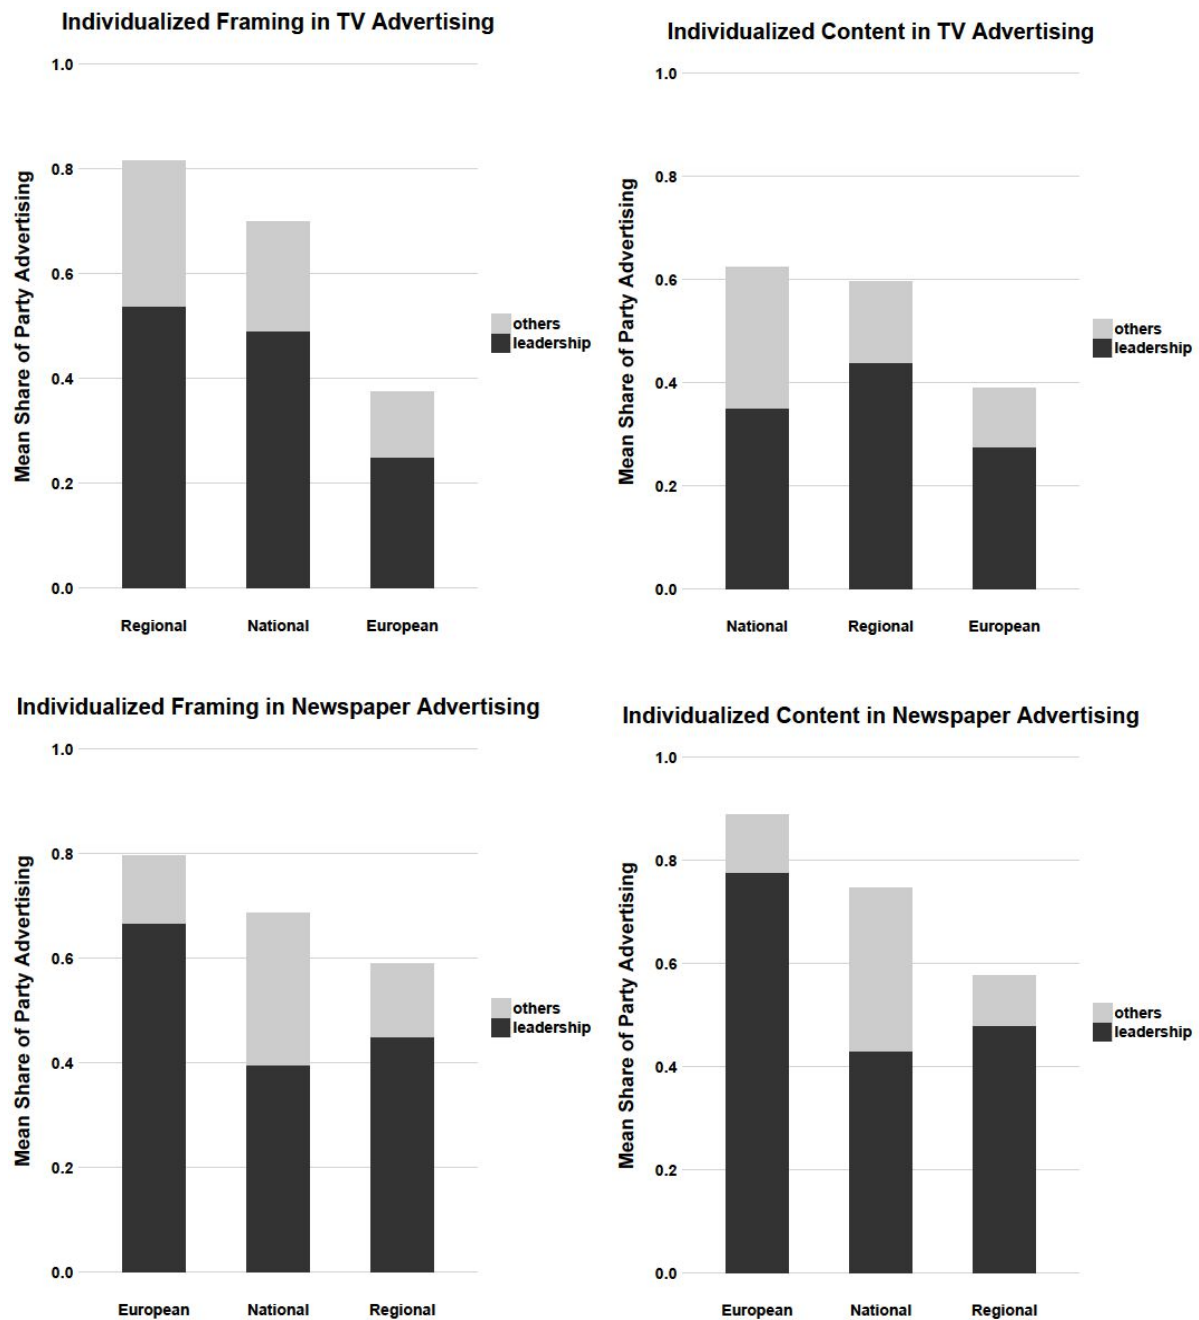 Individualized Framing in TV Advertising
Mean Share of Party Advertising
1.0
0.8
0.6
0.4
0.2
0.0
Regional National European
others
leadership
Individualized Content in TV Advertising
Mean Share of Party Advertising
1.0
0.8
0.6
0.4
0.2
0.0
National Regional European
others
leadership
Individualized Framing in Newspaper Advertising
Mean Share of Party Advertising
1.0
0.8
0.6
0.4
0.2
0.0
European National Regional
others
leadership
Individualized Content in Newspaper Advertising
Mean Share of Party Advertising
1.0
0.8
0.6
0.4
0.2
0.0
European National Regional
others
leadership